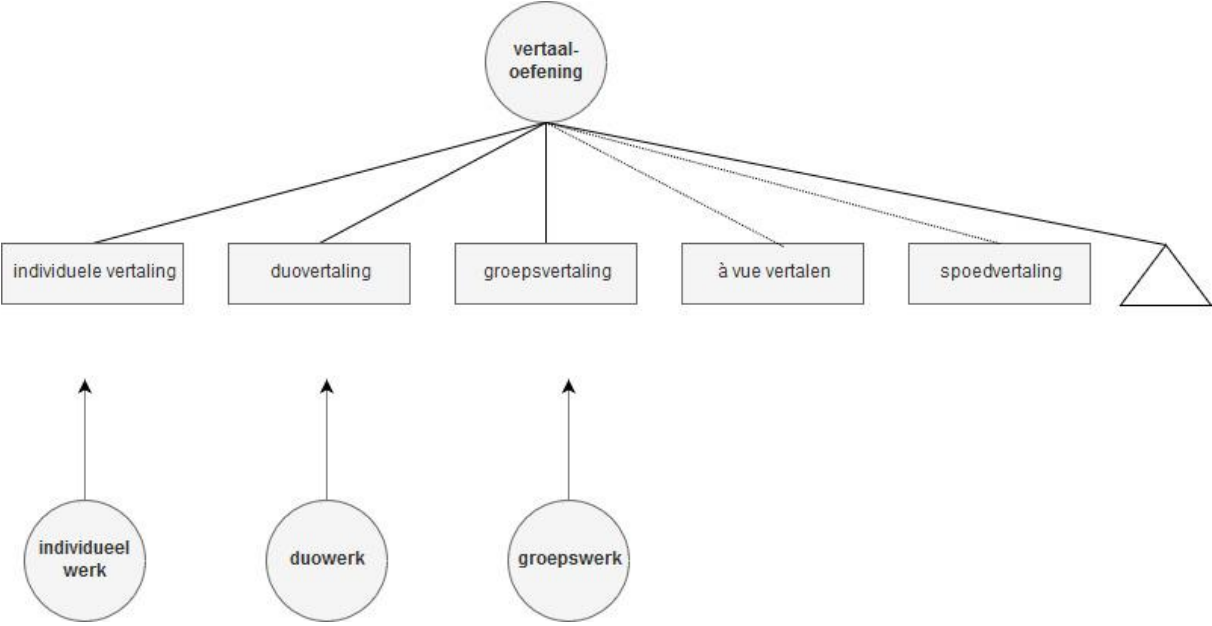 vertaal-
oefening
individuele vertaling
duovertaling
groepsvertaling
à vue vertalen
spoedvertaling
individueel
werk
duowerk
groepswerk